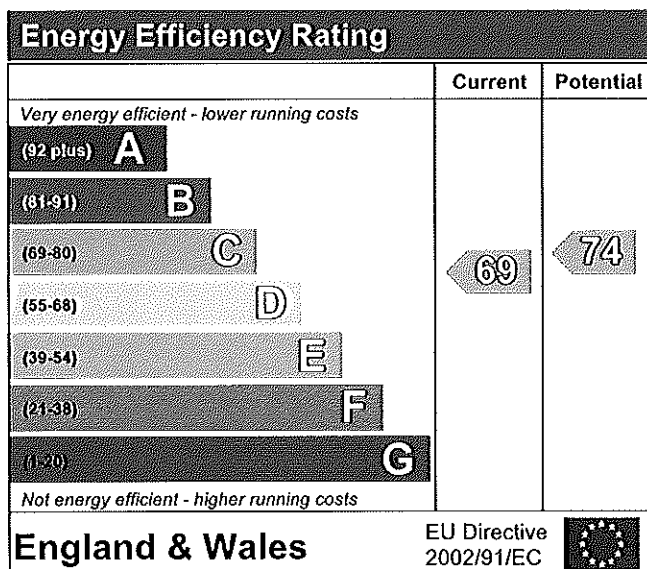 Energy Efficiency Rating
Current Potential
Very energy efficient - lower running costs
(92 plus) A
(81-91) B
(69-80) C
(55-68) D
(39-54) E
(21-38) F
(1-20) G
69
74
Not energy efficient - higher running costs
England & Wales
EU Directive
2002/91/EC